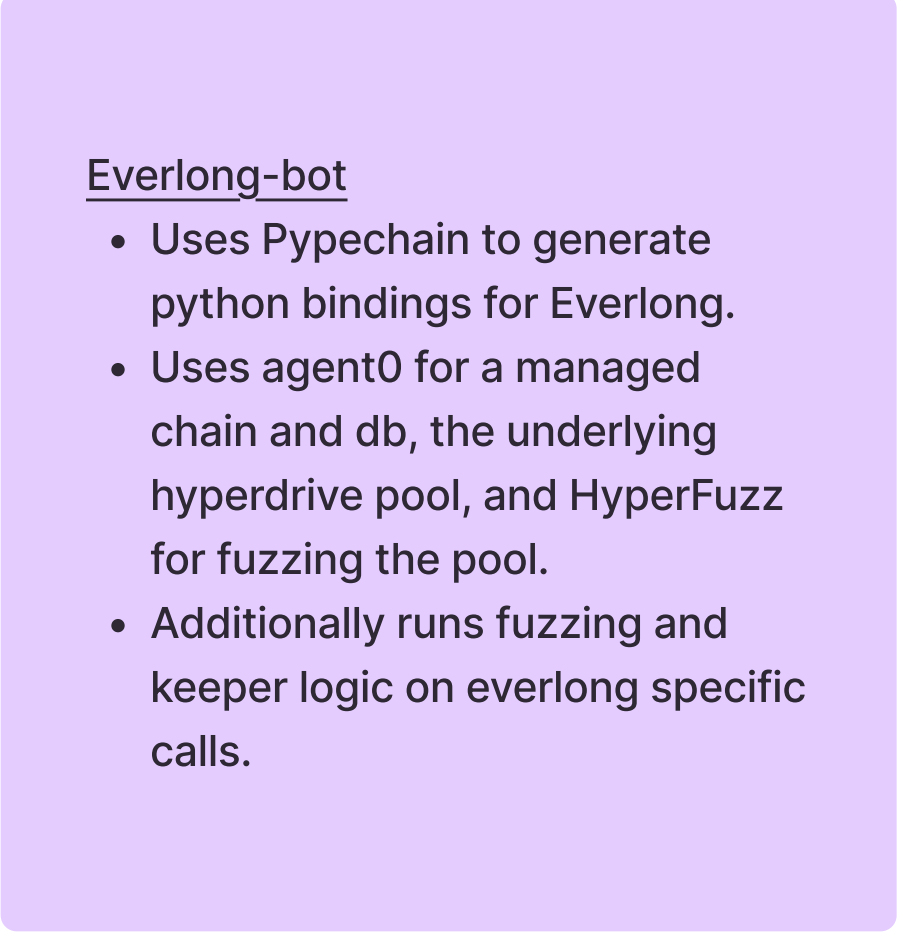 Everlong-bot
• Uses Pypechain to generate
python bindings for Everlong.
• Uses agent0 for a managed
chain and db, the underlying
hyperdrive pool, and HyperFuzz
for fuzzing the pool.
• Additionally runs fuzzing and
keeper logic on everlong specific
calls.